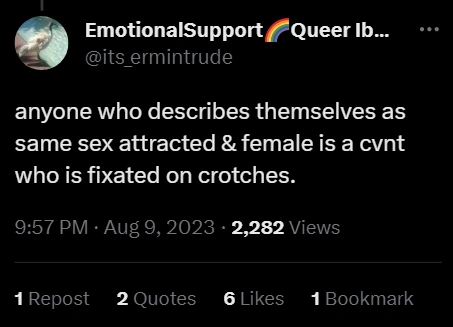 EmotionalSupport🌈Queer Ib...
@its_ermintrude
anyone who describes themselves as
same sex attracted & female is a cvnt
who is fixated on crotches.
9:57 PM · Aug 9, 2023 · 2,282 Views
1 Repost 2 Quotes 6 Likes 1 Bookmark